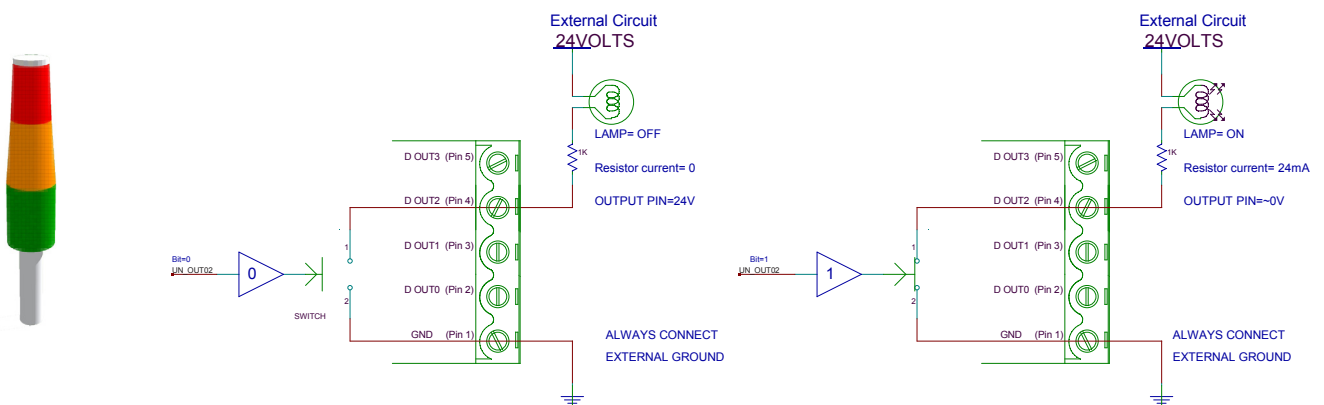 External Circuit
24VOLTS
LAMP= OFF
1K
D OUT3 (Pin 5)
Resistor current= 0
D OUT2 (Pin 4)
OUTPUT PIN=24V
1
D OUT1 (Pin 3)
Bit=0
UN_OUT02
0
2
D OUT0 (Pin 2)
SWITCH
GND (Pin 1)
ALWAYS CONNECT
EXTERNAL GROUND
External Circuit
24VOLTS
LAMP= ON
1K
D OUT3 (Pin 5)
Resistor current= 24mA
D OUT2 (Pin 4)
OUTPUT PIN=~0V
1
D OUT1 (Pin 3)
Bit=1
UN_OUT02
1
2
D OUT0 (Pin 2)
GND (Pin 1)
ALWAYS CONNECT
EXTERNAL GROUND